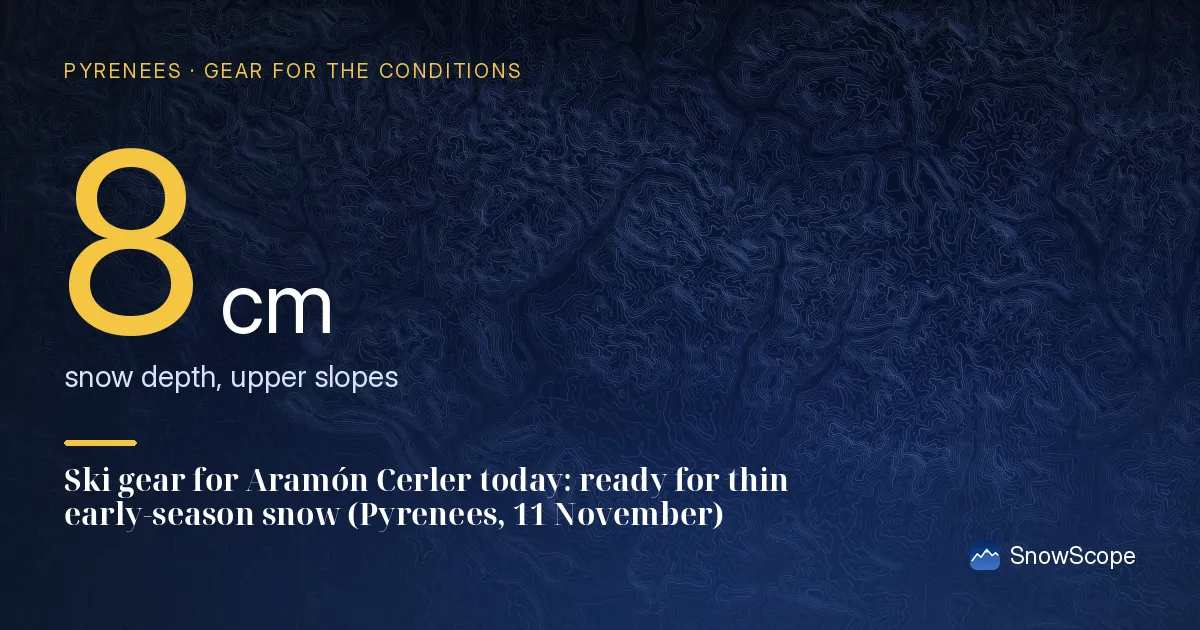 PYRENEES · GEAR FOR THE CONDITIONS
8 cm
snow depth, upper slopes
Ski gear for Aramón Cerler today: ready for thin
early-season snow (Pyrenees, 11 November)
SnowScope